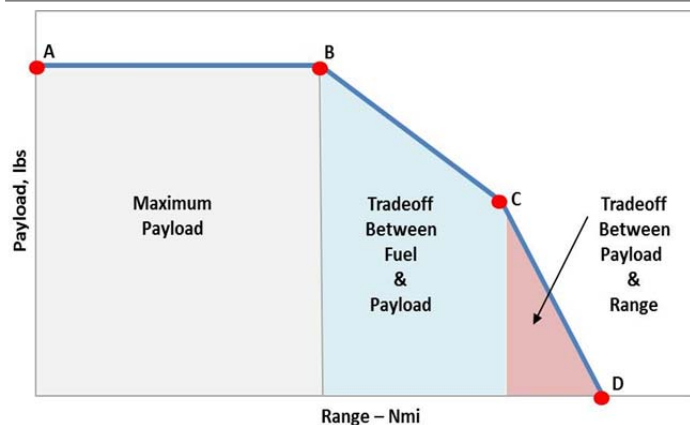 A
B
C
D
Payload, lbs
Maximum
Payload
Tradeoff
Between
Fuel
&
Payload
Tradeoff
Between
Payload
&
Range
Range – Nmi